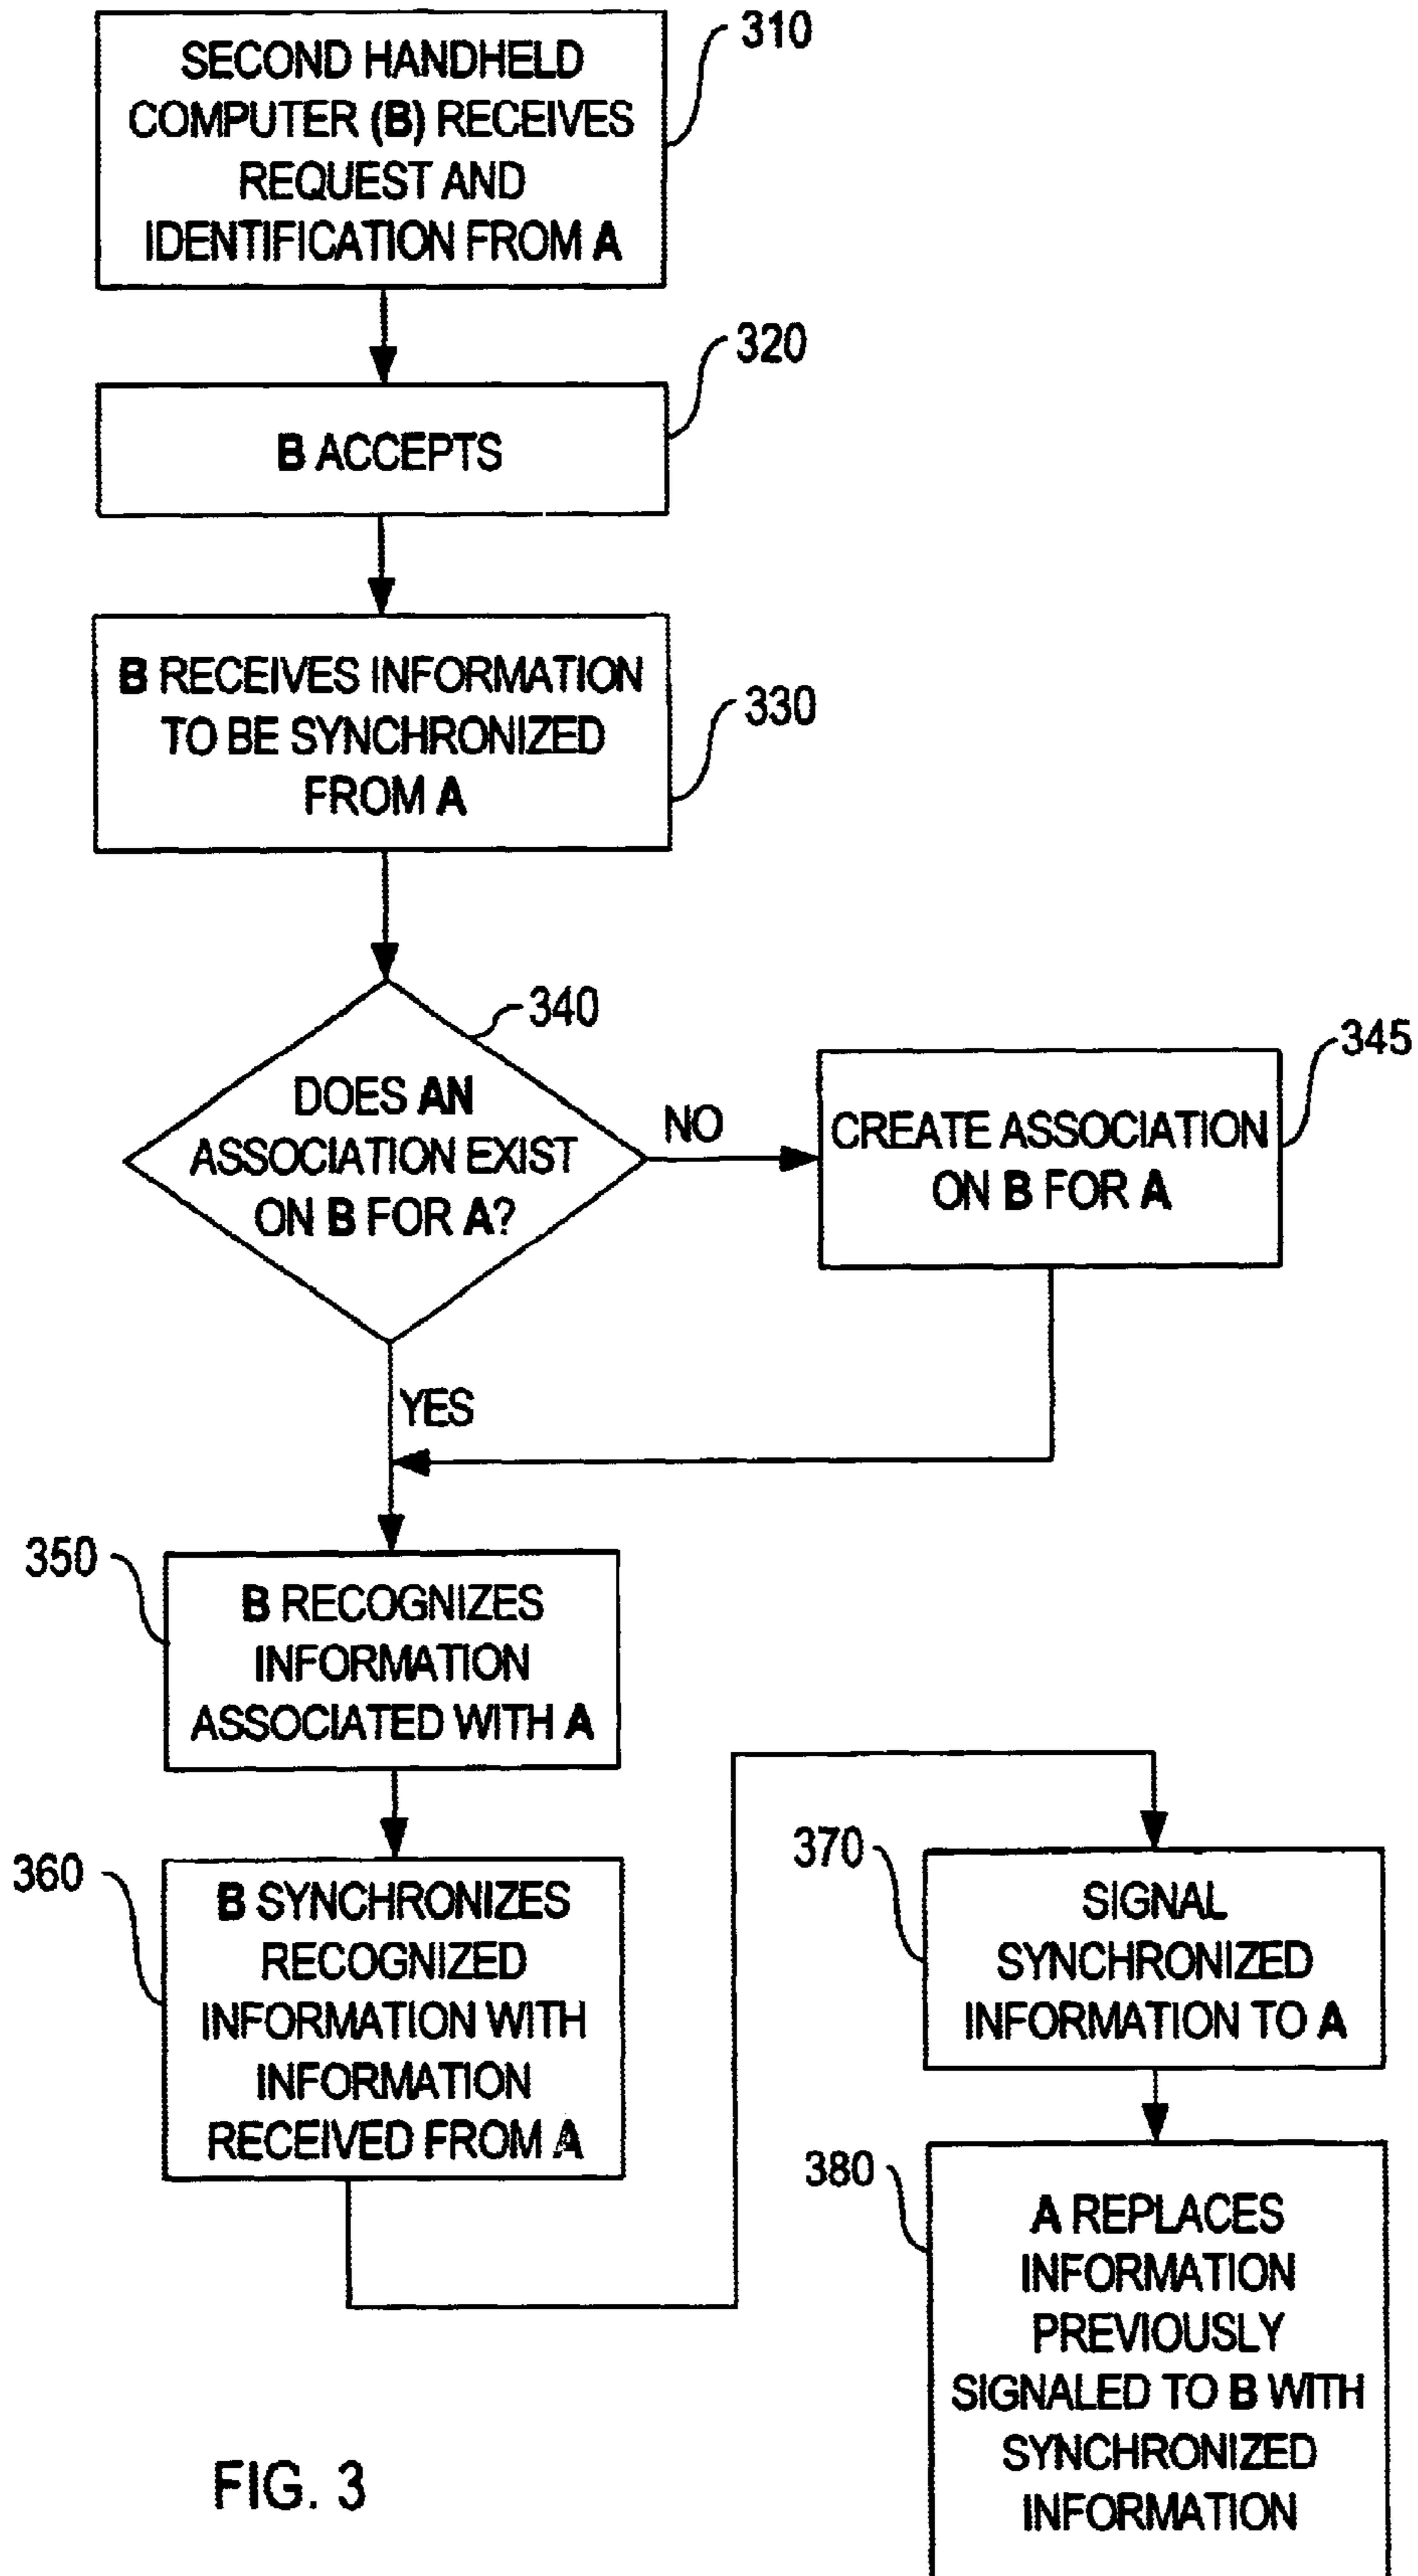 SECOND HANDHELD
COMPUTER (B) RECEIVES
REQUEST AND
IDENTIFICATION FROM A
310
B ACCEPTS
320
B RECEIVES INFORMATION
TO BE SYNCHRONIZED
FROM A
330
340
DOES AN
ASSOCIATION EXIST
ON B FOR A?
NO
CREATE ASSOCIATION
ON B FOR A
345
YES
350
B RECOGNIZES
INFORMATION
ASSOCIATED WITH A
360
B SYNCHRONIZES
RECOGNIZED
INFORMATION WITH
INFORMATION
RECEIVED FROM A
370
SIGNAL
SYNCHRONIZED
INFORMATION TO A
380
A REPLACES
INFORMATION
PREVIOUSLY
SIGNALED TO B WITH
SYNCHRONIZED
INFORMATION
FIG. 3